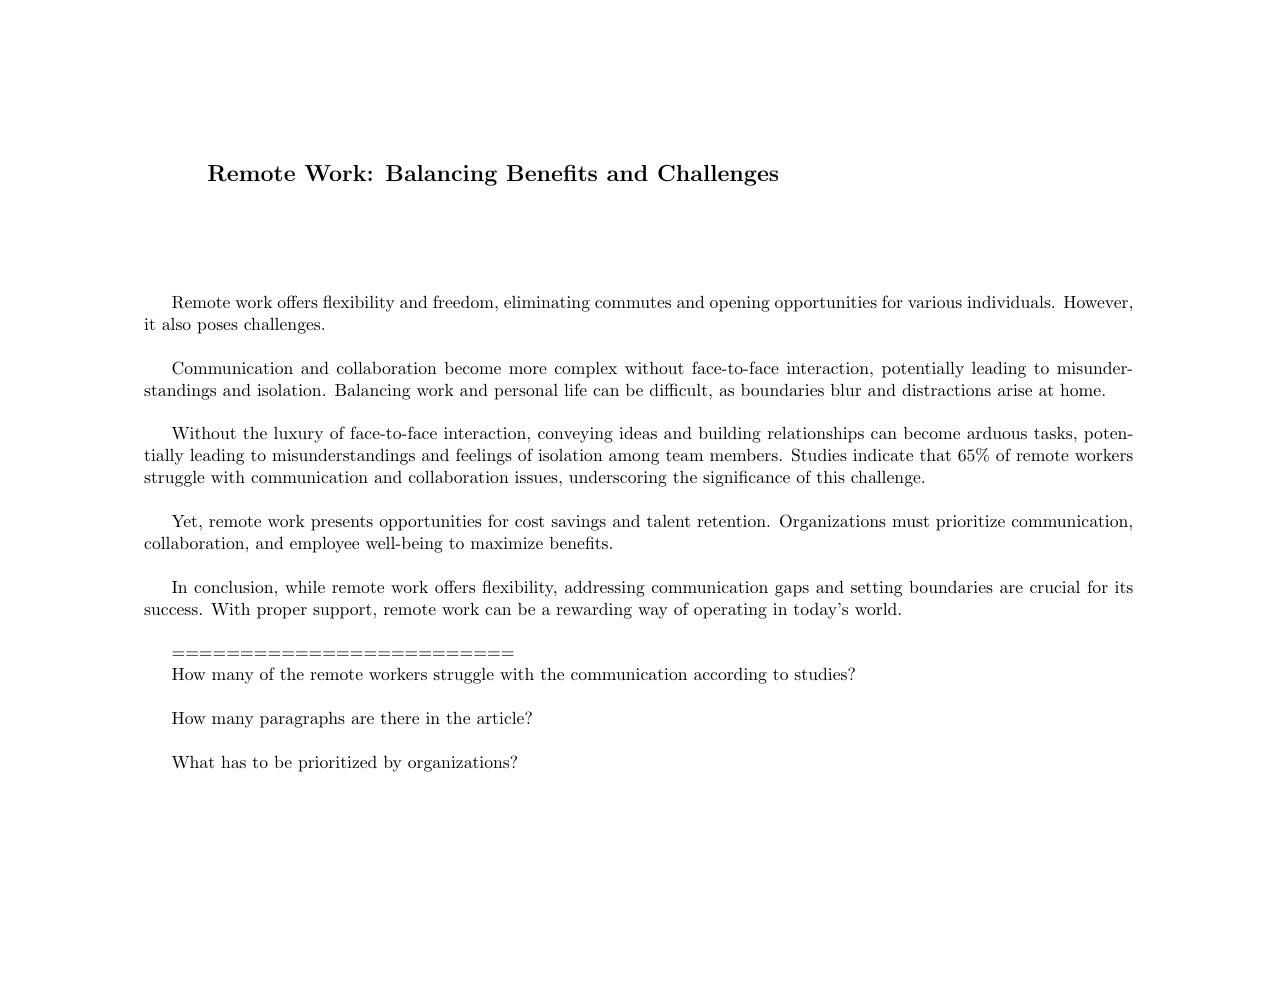 Remote Work: Balancing Benefits and Challenges
Remote work offers flexibility and freedom, eliminating commutes and opening opportunities for various individuals. However,
it also poses challenges.
Communication and collaboration become more complex without face-to-face interaction, potentially leading to misunder-
standings and isolation. Balancing work and personal life can be difficult, as boundaries blur and distractions arise at home.
Without the luxury of face-to-face interaction, conveying ideas and building relationships can become arduous tasks, poten-
tially leading to misunderstandings and feelings of isolation among team members. Studies indicate that 65% of remote workers
struggle with communication and collaboration issues, underscoring the significance of this challenge.
Yet, remote work presents opportunities for cost savings and talent retention. Organizations must prioritize communication,
collaboration, and employee well-being to maximize benefits.
In conclusion, while remote work offers flexibility, addressing communication gaps and setting boundaries are crucial for its
success. With proper support, remote work can be a rewarding way of operating in today's world.
=========================
How many of the remote workers struggle with the communication according to studies?
How many paragraphs are there in the article?
What has to be prioritized by organizations?